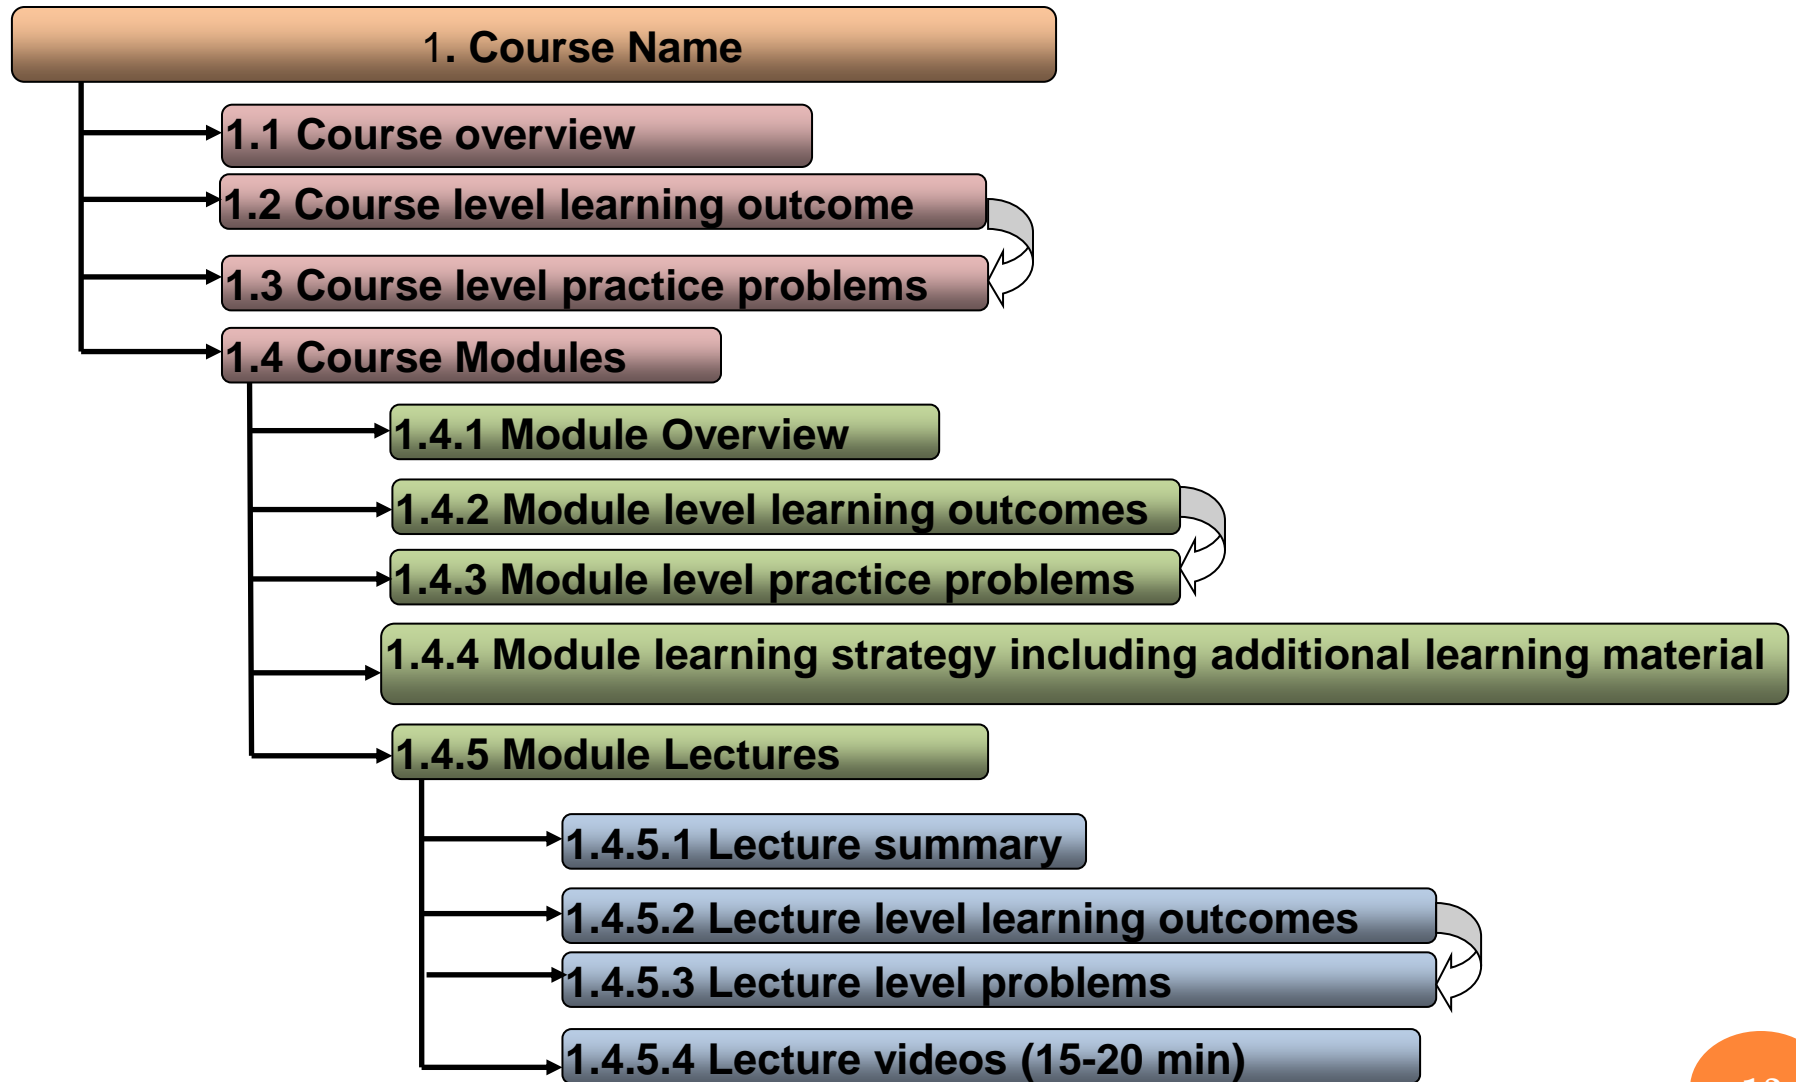 1. Course Name
1.1 Course overview
1.2 Course level learning outcome
1.3 Course level practice problems
1.4 Course Modules
1.4.1 Module Overview
1.4.2 Module level learning outcomes
1.4.3 Module level practice problems
1.4.4 Module learning strategy including additional learning material
1.4.5 Module Lectures
1.4.5.1 Lecture summary
1.4.5.2 Lecture level learning outcomes
1.4.5.3 Lecture level problems
1.4.5.4 Lecture videos (15-20 min)